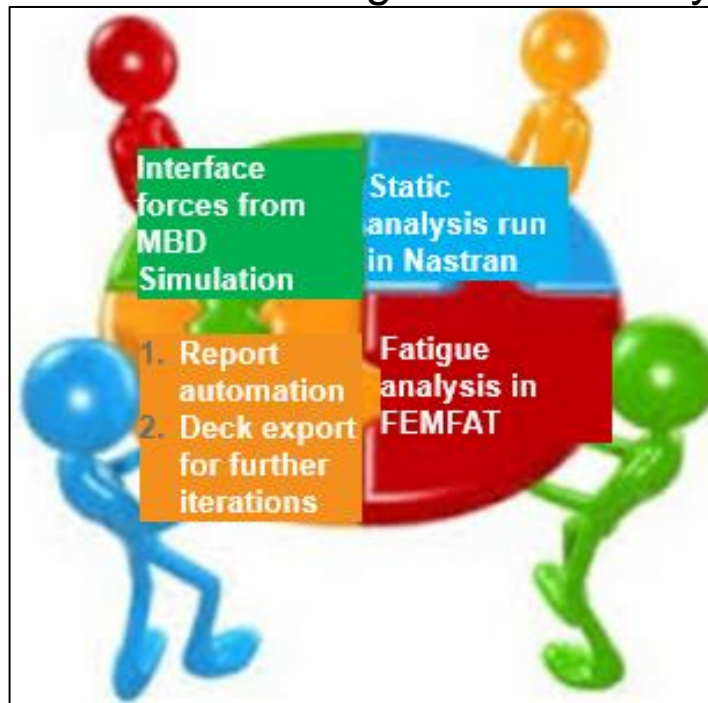 Interface
forces from
MBD
Simulation
Static
analysis run
in Nastran
1. Report
automation
2. Deck export
for further
iterations
Fatigue
analysis in
FEMFAT